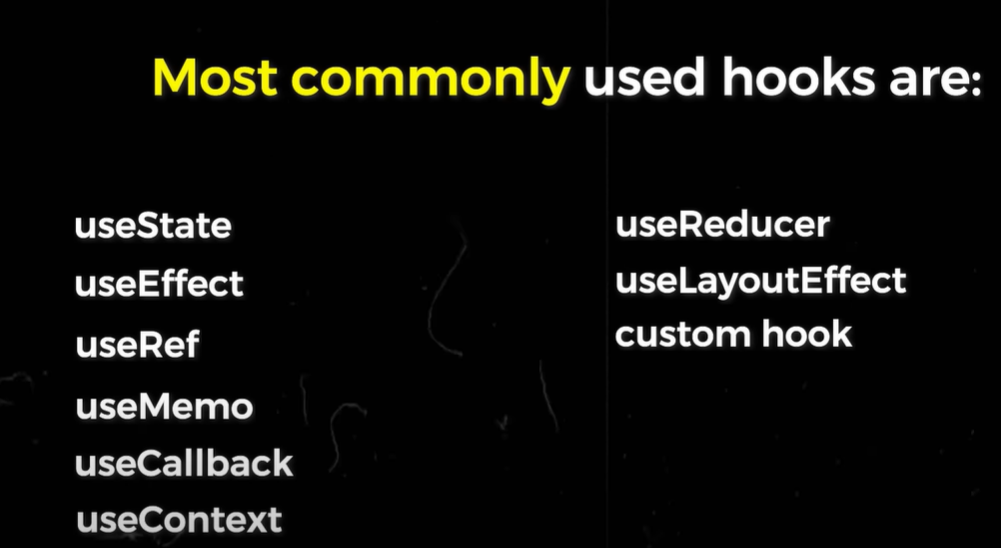 Most commonly used hooks are:
useState
useEffect
useRef
useMemo
useCallback
useContext
useReducer
useLayoutEffect
custom hook